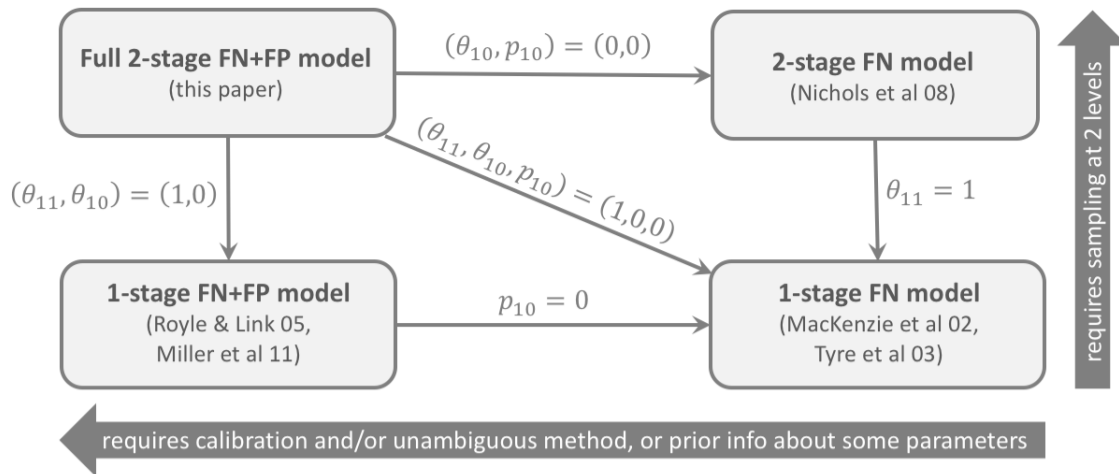 Full 2-stage FN+FP model
(this paper)
(θ₁₀, p₁₀) = (0,0)
2-stage FN model
(Nichols et al 08)
(θ₁₁, θ₁₀) = (1,0)
(θ₁₁, θ₁₀, p₁₀) = (1,0,0)
θ₁₁ = 1
1-stage FN+FP model
(Royle & Link 05,
Miller et al 11)
p₁₀ = 0
1-stage FN model
(MacKenzie et al 02,
Tyre et al 03)
requires sampling at 2 levels
requires calibration and/or unambiguous method, or prior info about some parameters